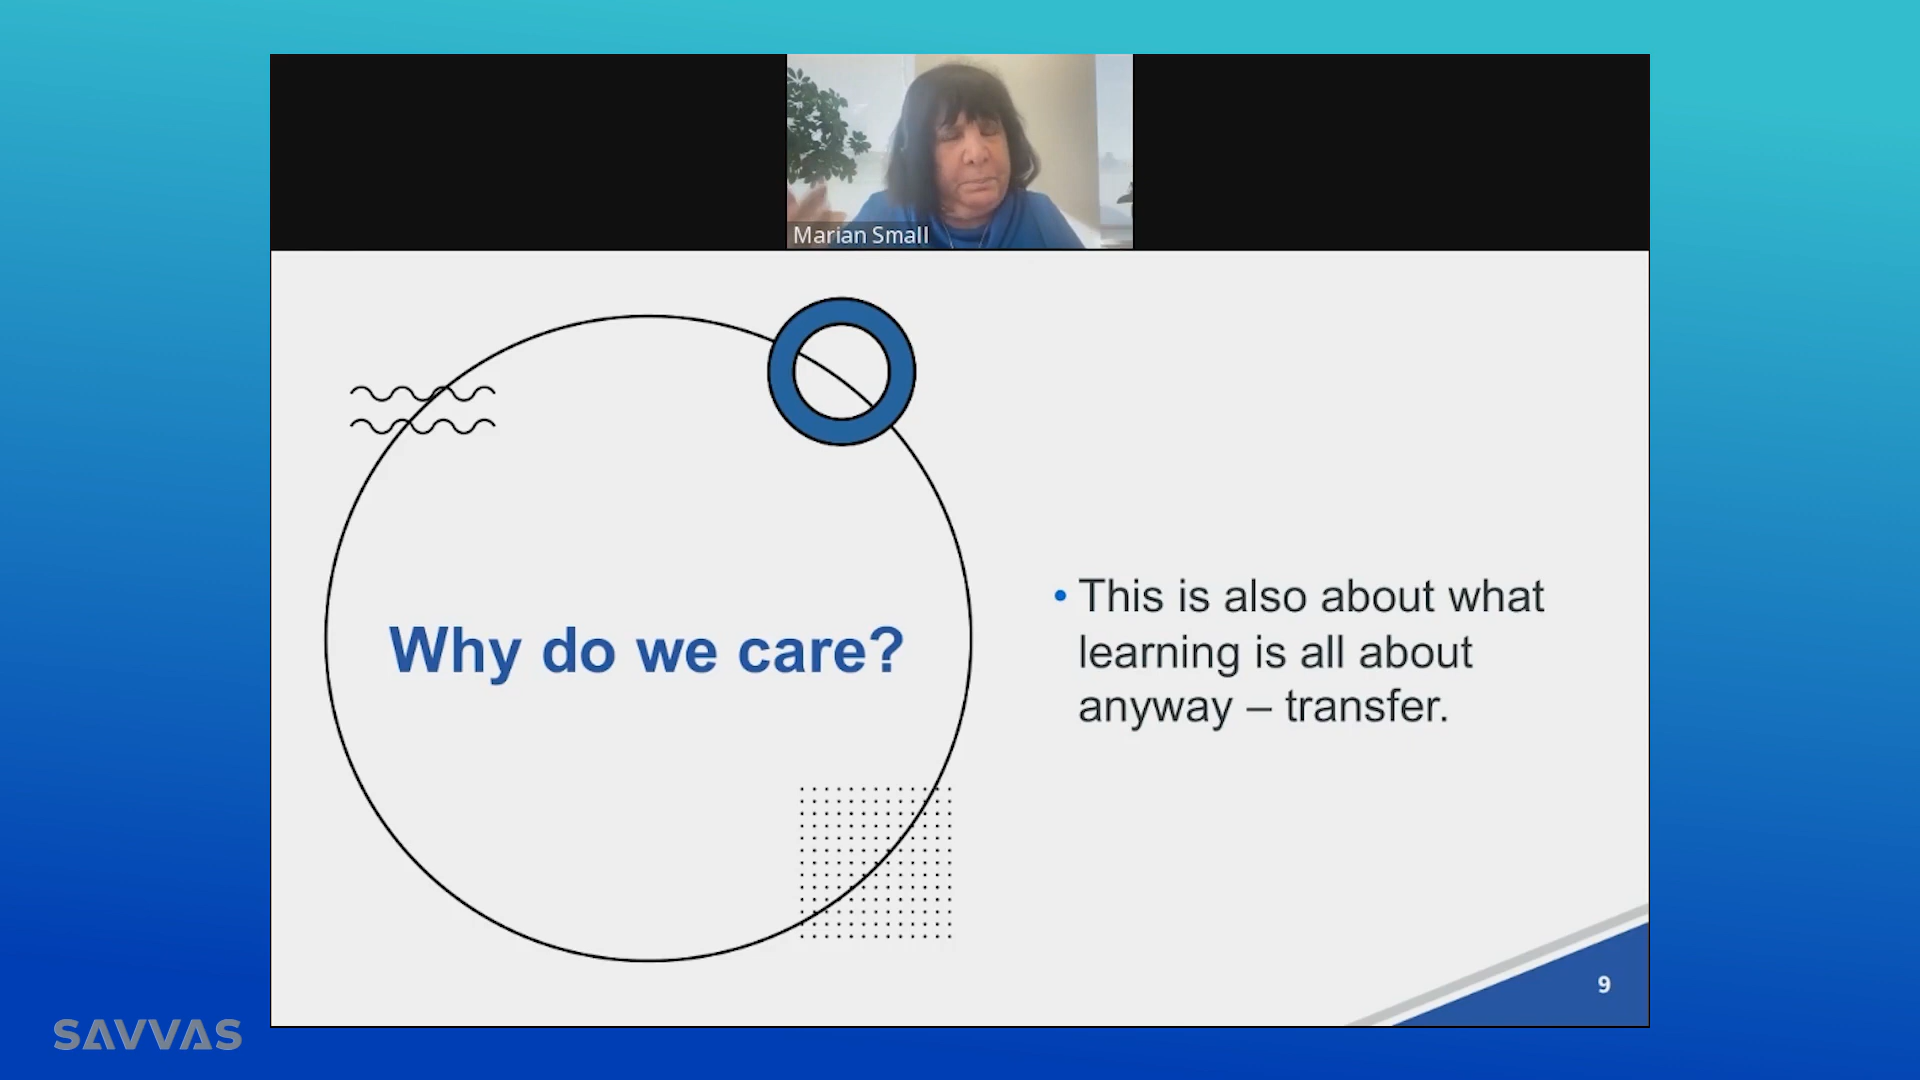 Marian Small
Why do we care?
• This is also about what
learning is all about
anyway – transfer.
9
SAVVAS